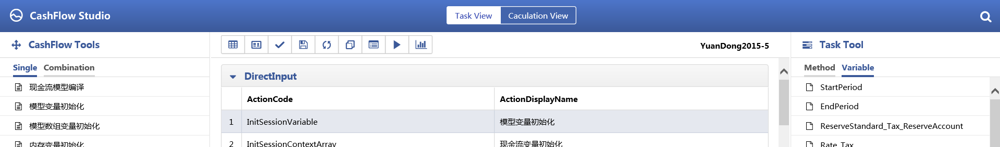 CashFlow Studio
Task View
Caculation View
CashFlow Tools
Single
Combination
现金流模型编译
模型变量初始化
模型数组变量初始化
内存变量初始化
YuanDong2015-5
DirectInput
ActionCode
ActionDisplayName
1
InitSessionVariable
模型变量初始化
2
InitSessionContextArray
现金流变量初始化
Task Tool
Method
Variable
StartPeriod
EndPeriod
ReserveStandard_Tax_ReserveAccount
Rate_Tax